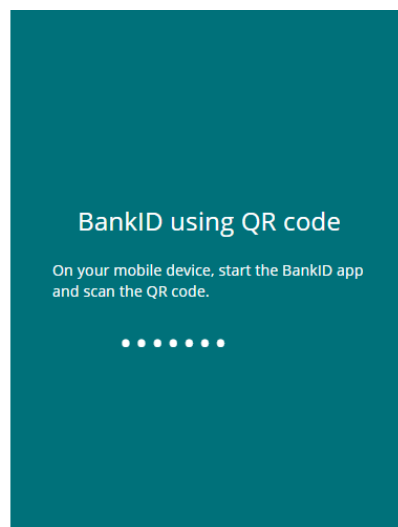 BankID using QR code
On your mobile device, start the BankID app
and scan the QR code.